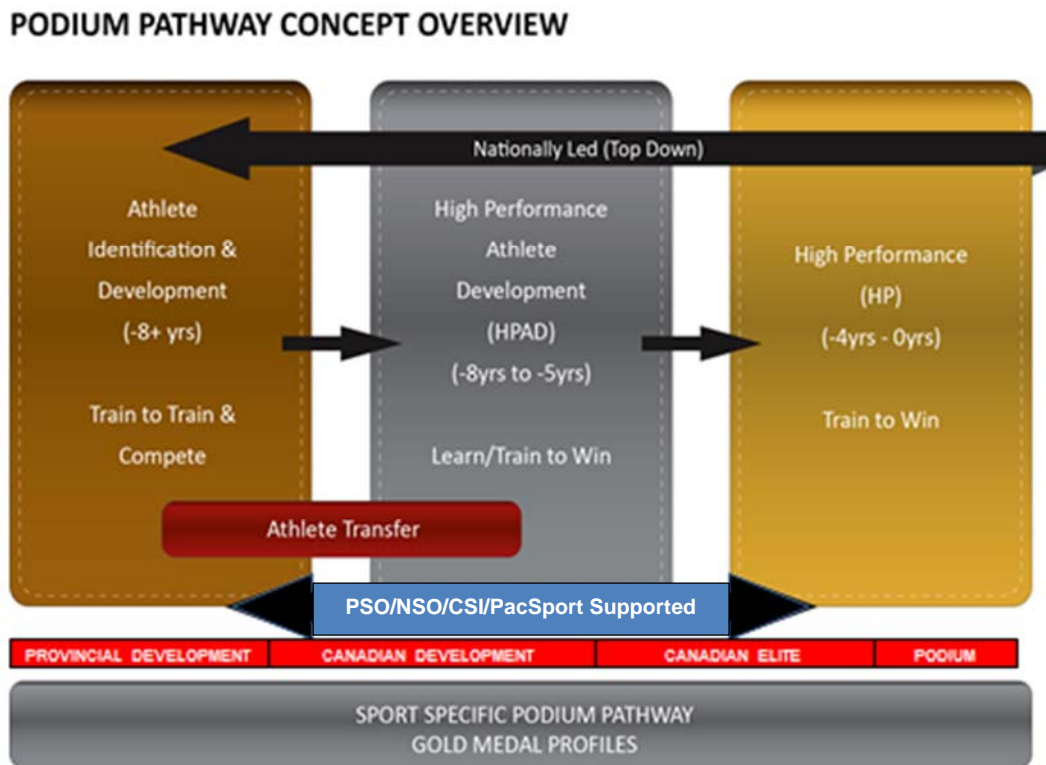 PODIUM PATHWAY CONCEPT OVERVIEW
Nationally Led (Top Down)
Athlete
Identification &
Development
(-8+ yrs)
Train to Train &
Compete
High Performance
Athlete
Development
(HPAD)
(-8yrs to -5yrs)
Learn/Train to Win
High Performance
(HP)
(-4yrs - 0yrs)
Train to Win
Athlete Transfer
PSO/NSO/CSI/PacSport Supported
PROVINCIAL DEVELOPMENT
CANADIAN DEVELOPMENT
CANADIAN ELITE
PODIUM
SPORT SPECIFIC PODIUM PATHWAY
GOLD MEDAL PROFILES